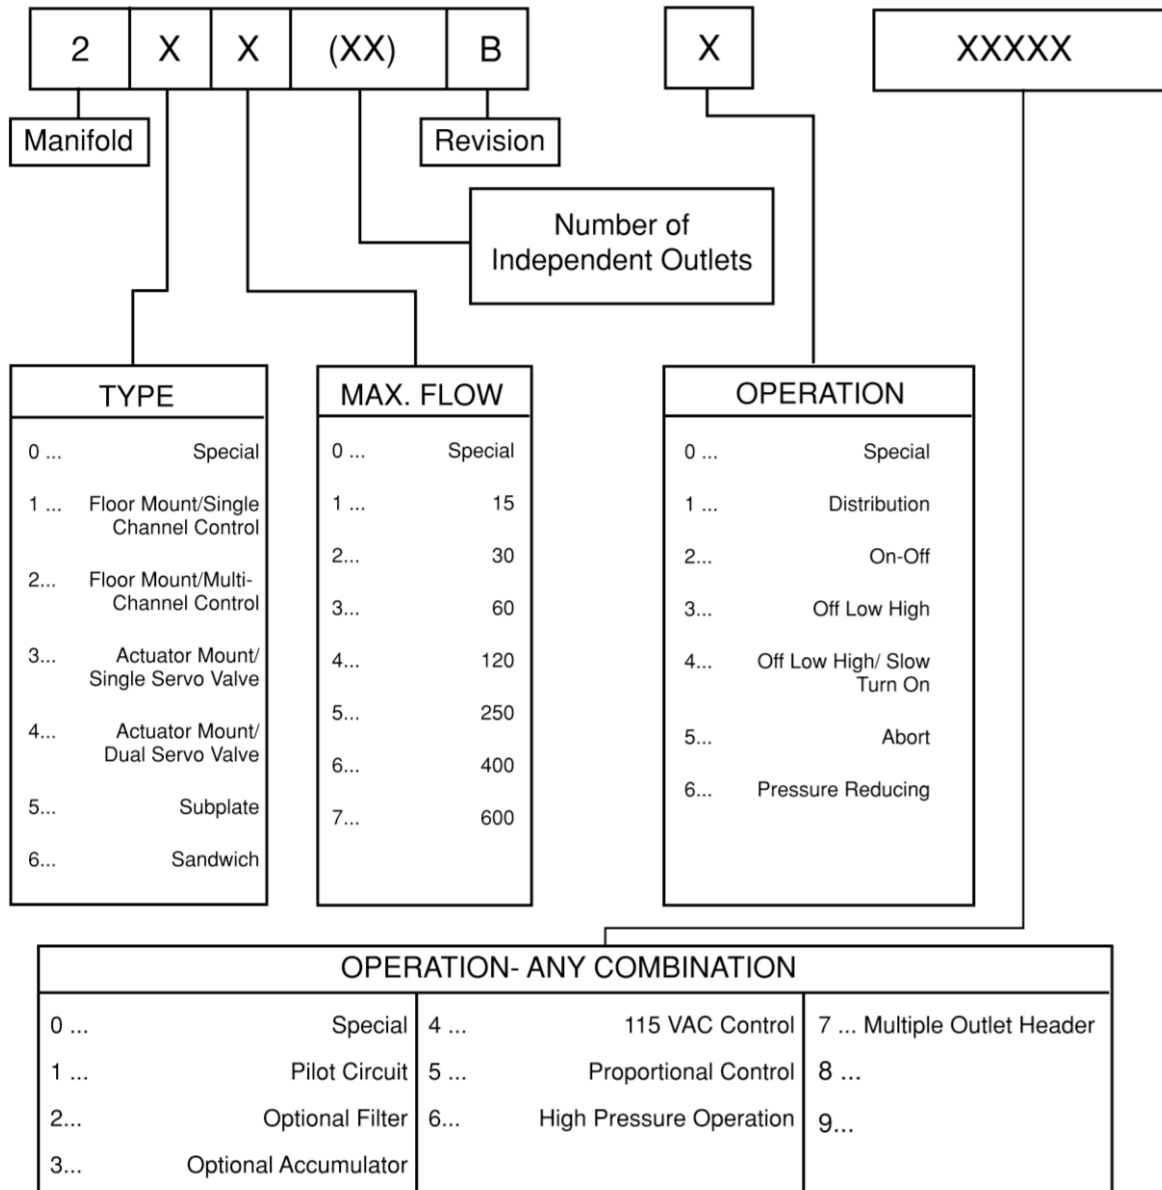 2 X X (XX) B X XXXXX
Manifold
Revision
Number of
Independent Outlets
TYPE
0 ... Special
1 ... Floor Mount/Single
Channel Control
2... Floor Mount/Multi-
Channel Control
3... Actuator Mount/
Single Servo Valve
4... Actuator Mount/
Dual Servo Valve
5... Subplate
6... Sandwich
MAX. FLOW
0 ... Special
1 ... 15
2... 30
3... 60
4... 120
5... 250
6... 400
7... 600
OPERATION
0 ... Special
1 ... Distribution
2... On-Off
3... Off Low High
4... Off Low High/ Slow
Turn On
5... Abort
6... Pressure Reducing
OPERATION- ANY COMBINATION
0 ... Special
1 ... Pilot Circuit
2... Optional Filter
3... Optional Accumulator
4 ... 115 VAC Control
5 ... Proportional Control
6... High Pressure Operation
7 ... Multiple Outlet Header
8 ...
9...